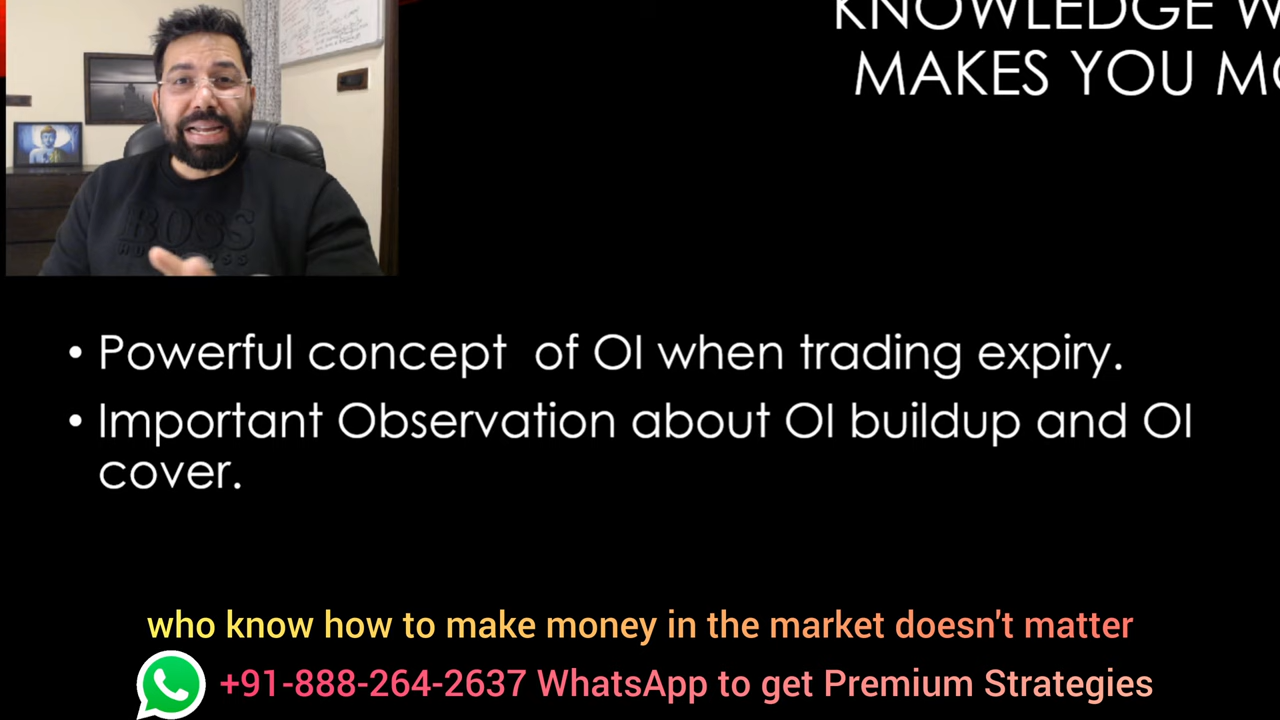 KNOWLEDGE
MAKES YOU
BOSS
• Powerful concept of OI when trading expiry.
• Important Observation about OI buildup and OI
cover.
who know how to make money in the market doesn't matter
+91-888-264-2637 WhatsApp to get Premium Strategies